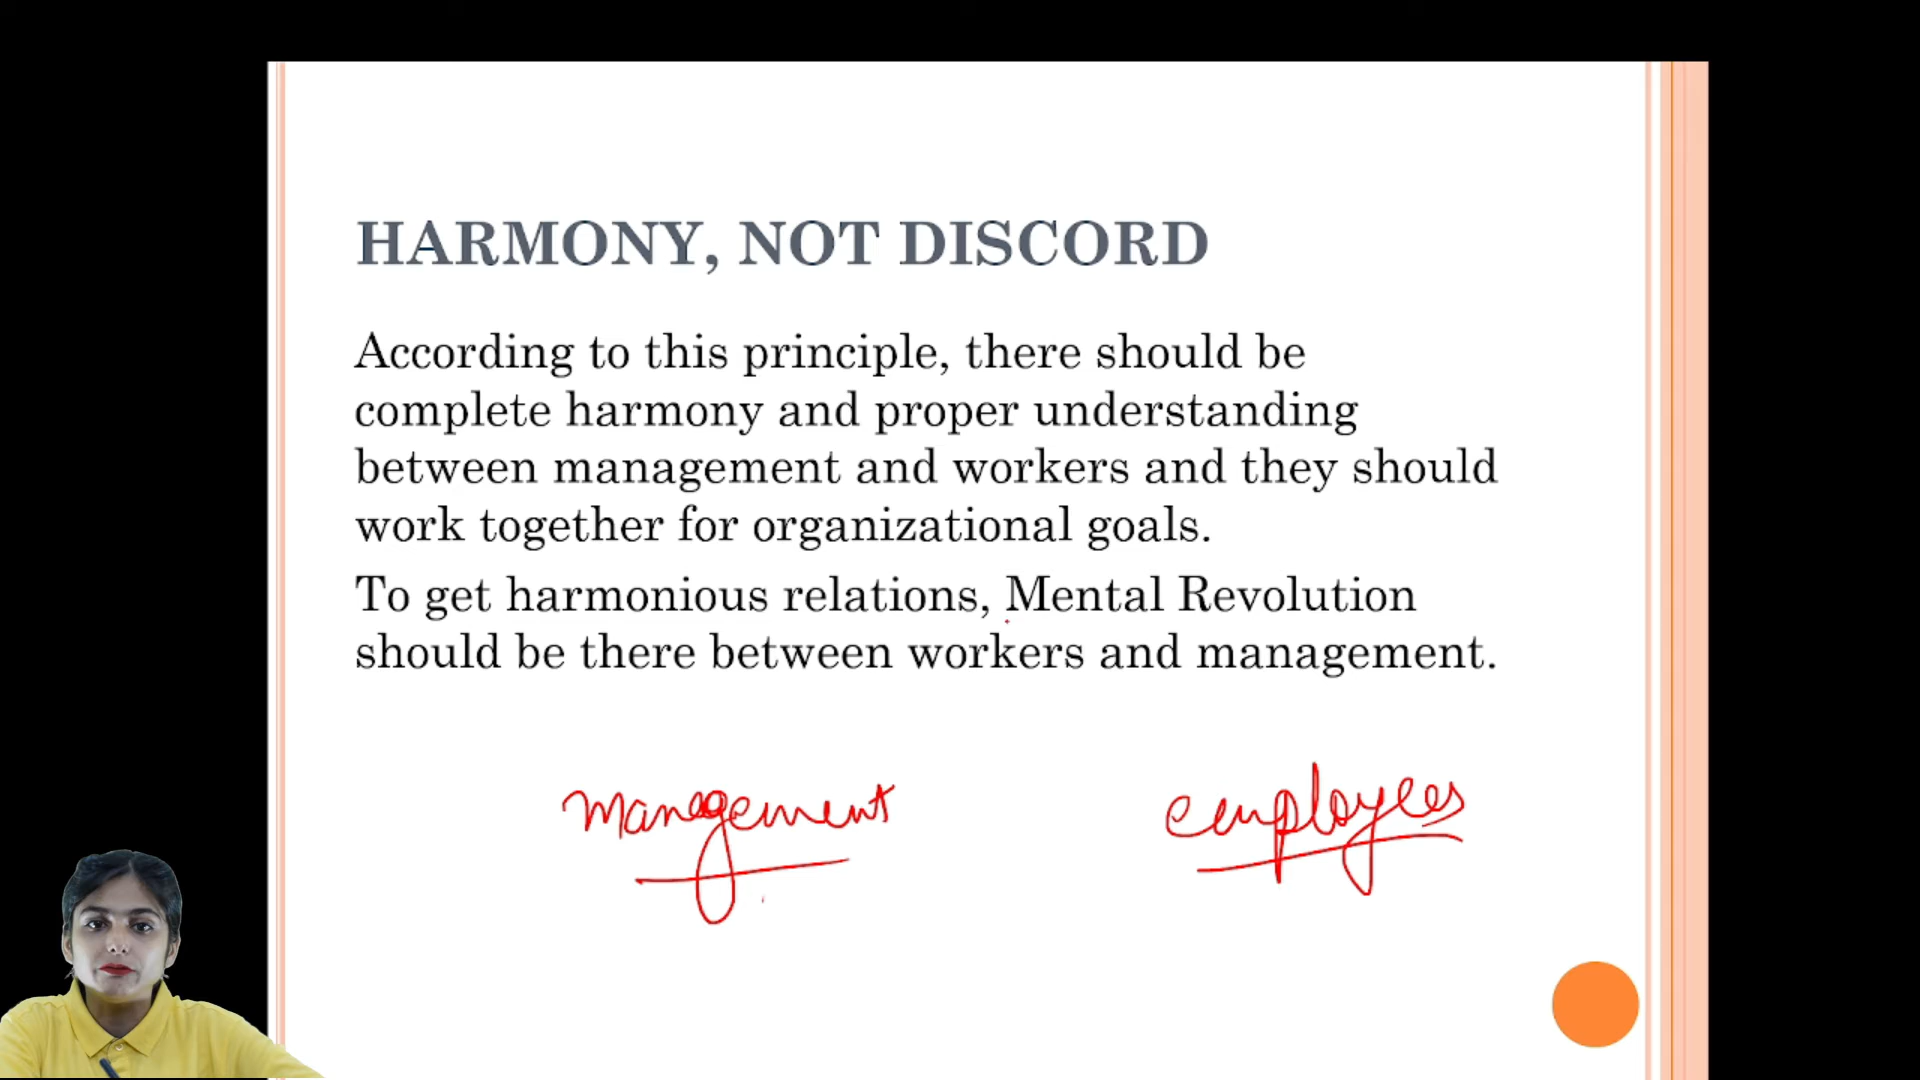 HARMONY, NOT DISCORD
According to this principle, there should be
complete harmony and proper understanding
between management and workers and they should
work together for organizational goals.
To get harmonious relations, Mental Revolution
should be there between workers and management.
management employees